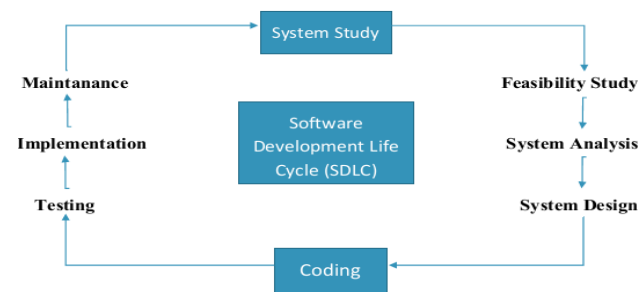 System Study
Maintanance
Feasibility Study
Software
Development Life
Cycle (SDLC)
Implementation
System Analysis
Testing
System Design
Coding